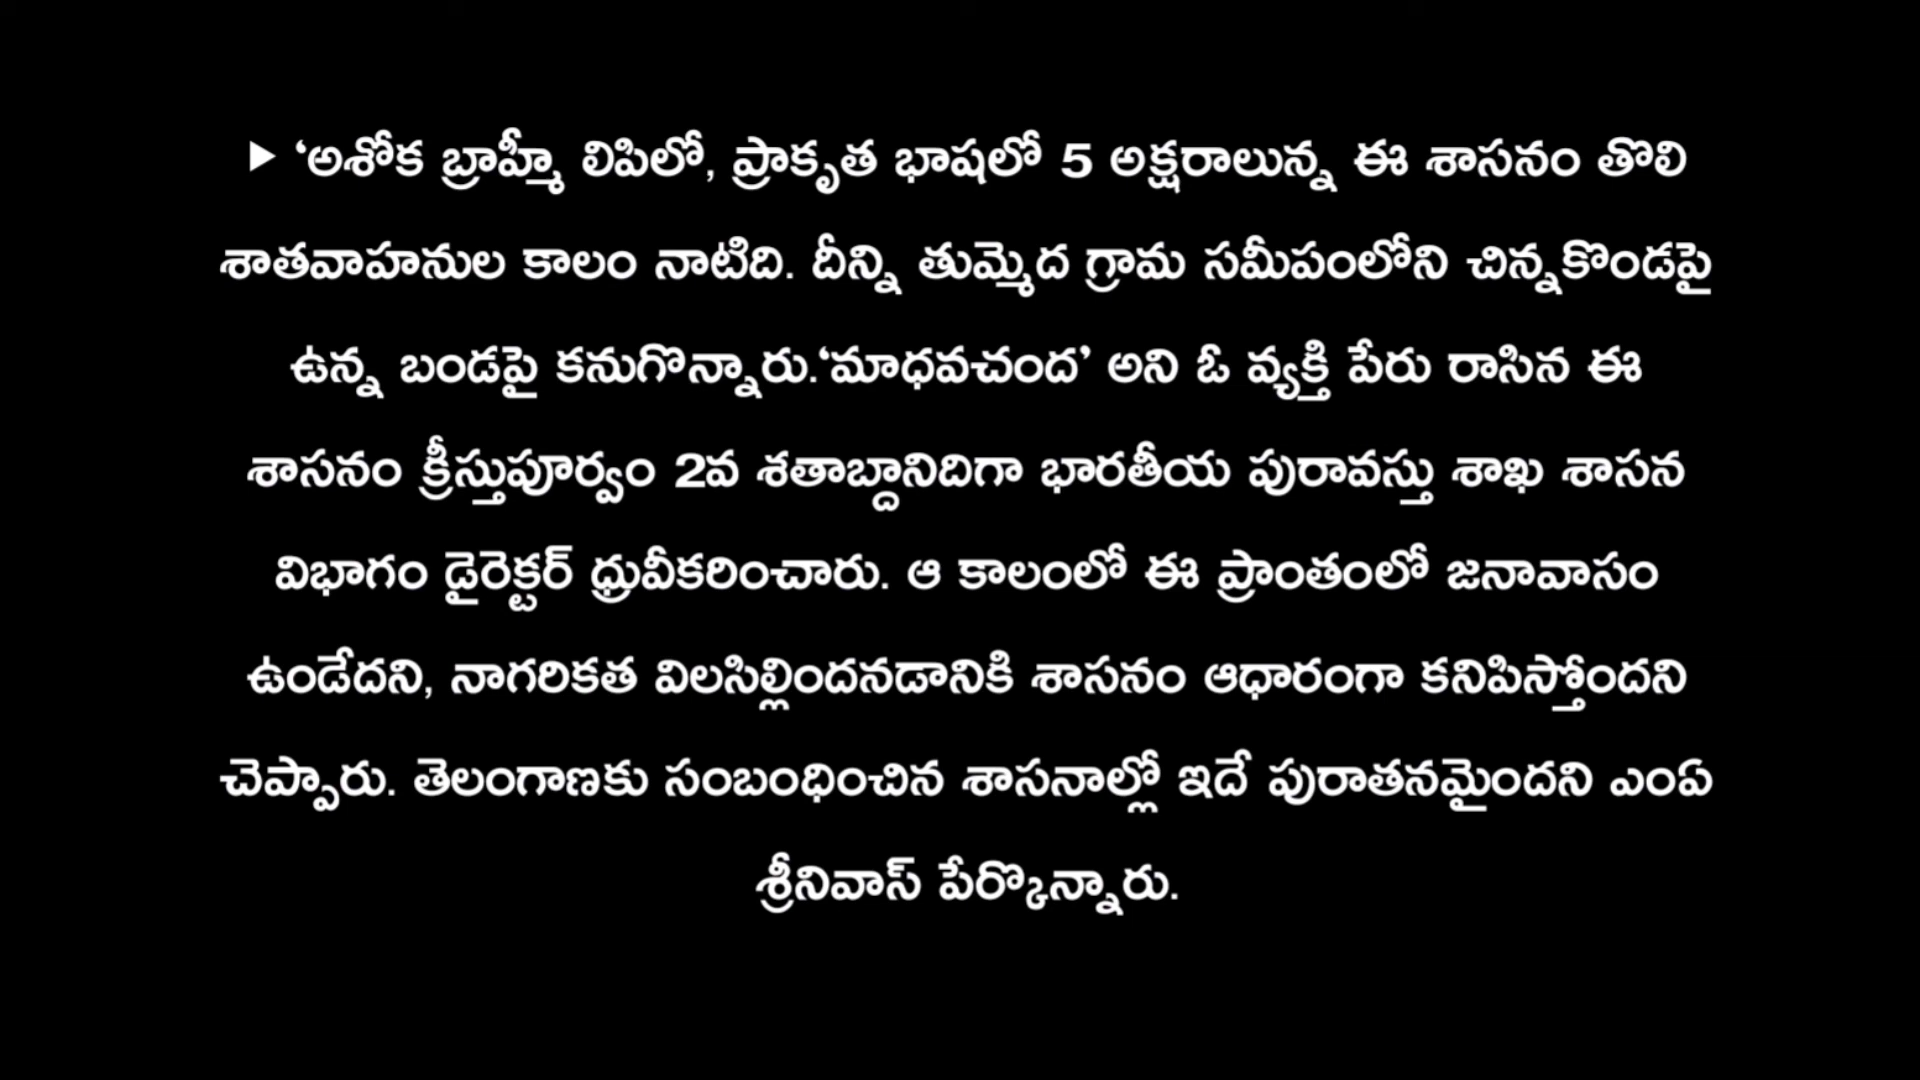 ▶ ‘అశోక బ్రాహ్మీ లిపిలో, ప్రాకృత భాషలో 5 అక్షరాలున్న ఈ శాసనం తొలి
శాతవాహనుల కాలం నాటిది. దీన్ని తుమ్మెద గ్రామ సమీపంలోని చిన్నకొండపై
ఉన్న బండపై కనుగొన్నారు.‘మాధవచంద’ అని ఓ వ్యక్తి పేరు రాసిన ఈ
శాసనం క్రీస్తుపూర్వం 2వ శతాబ్దానిదిగా భారతీయ పురావస్తు శాఖ శాసన
విభాగం డైరెక్టర్ ధ్రువీకరించారు. ఆ కాలంలో ఈ ప్రాంతంలో జనావాసం
ఉండేదని, నాగరికత విలసిల్లిందనడానికి శాసనం ఆధారంగా కనిపిస్తోందని
చెప్పారు. తెలంగాణకు సంబంధించిన శాసనాల్లో ఇదే పురాతనమైందని ఎంఏ
శ్రీనివాస్ పేర్కొన్నారు.